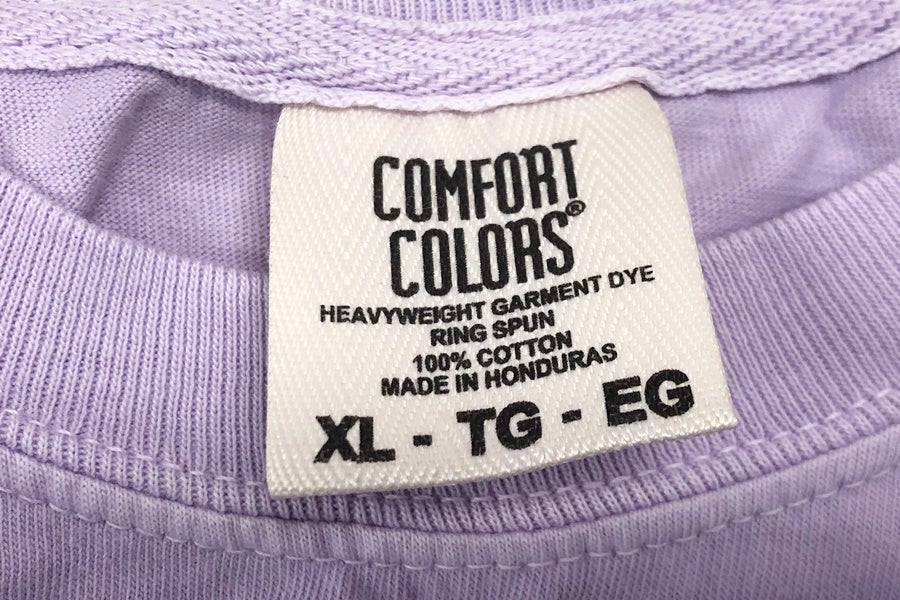 COMFORT
COLORS®
HEAVYWEIGHT GARMENT DYE
RING SPUN
100% COTTON
MADE IN HONDURAS
XL - TG - EG